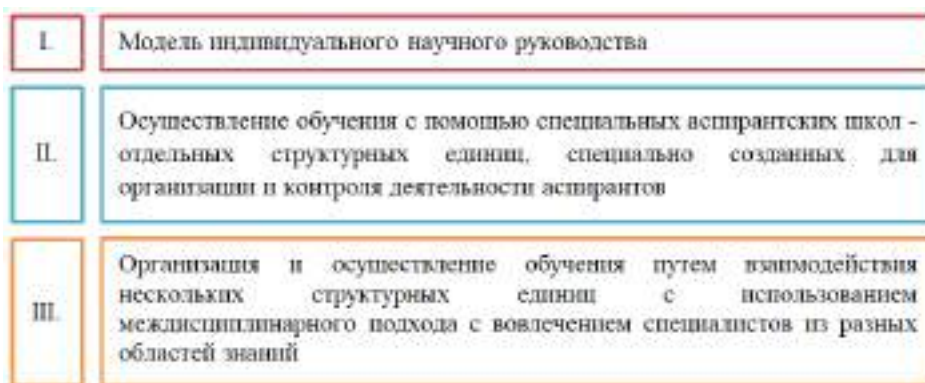 I.
Модель индивидуального научного руководства
II.
Осуществление обучения с помощью специальных аспирантских школ -
отдельных структурных единиц, специально созданных для
организации и контроля деятельности аспирантов
III.
Организация и осуществление обучения путем взаимодействия
нескольких структурных единиц с использованием
междисциплинарного подхода с вовлечением специалистов из разных
областей знаний